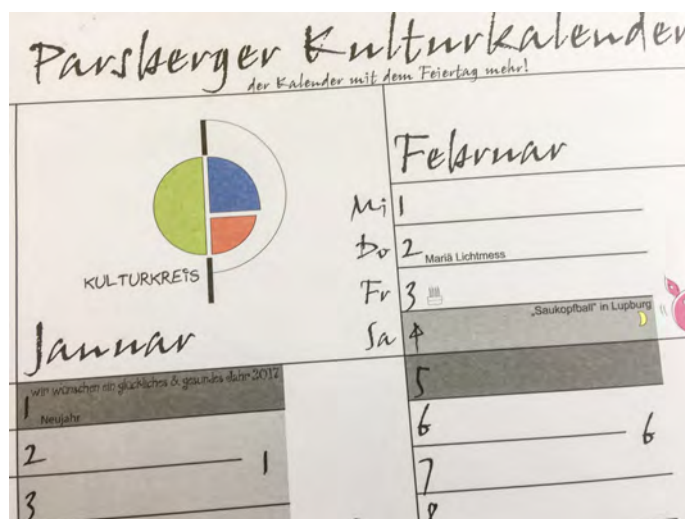 Parsberger Kulturkalender
der Kalender mit dem Feiertag mehr!
KULTURKREIS
Januar
1 wir wünschen ein glückliches & gesundes Jahr 2017
Neujahr
2 1
3
Februar
Mi 1
Do 2 Mariä Lichtmess
Fr 3
Sa 4 „Saukopfball" in Lupburg
5
6 6
7
8